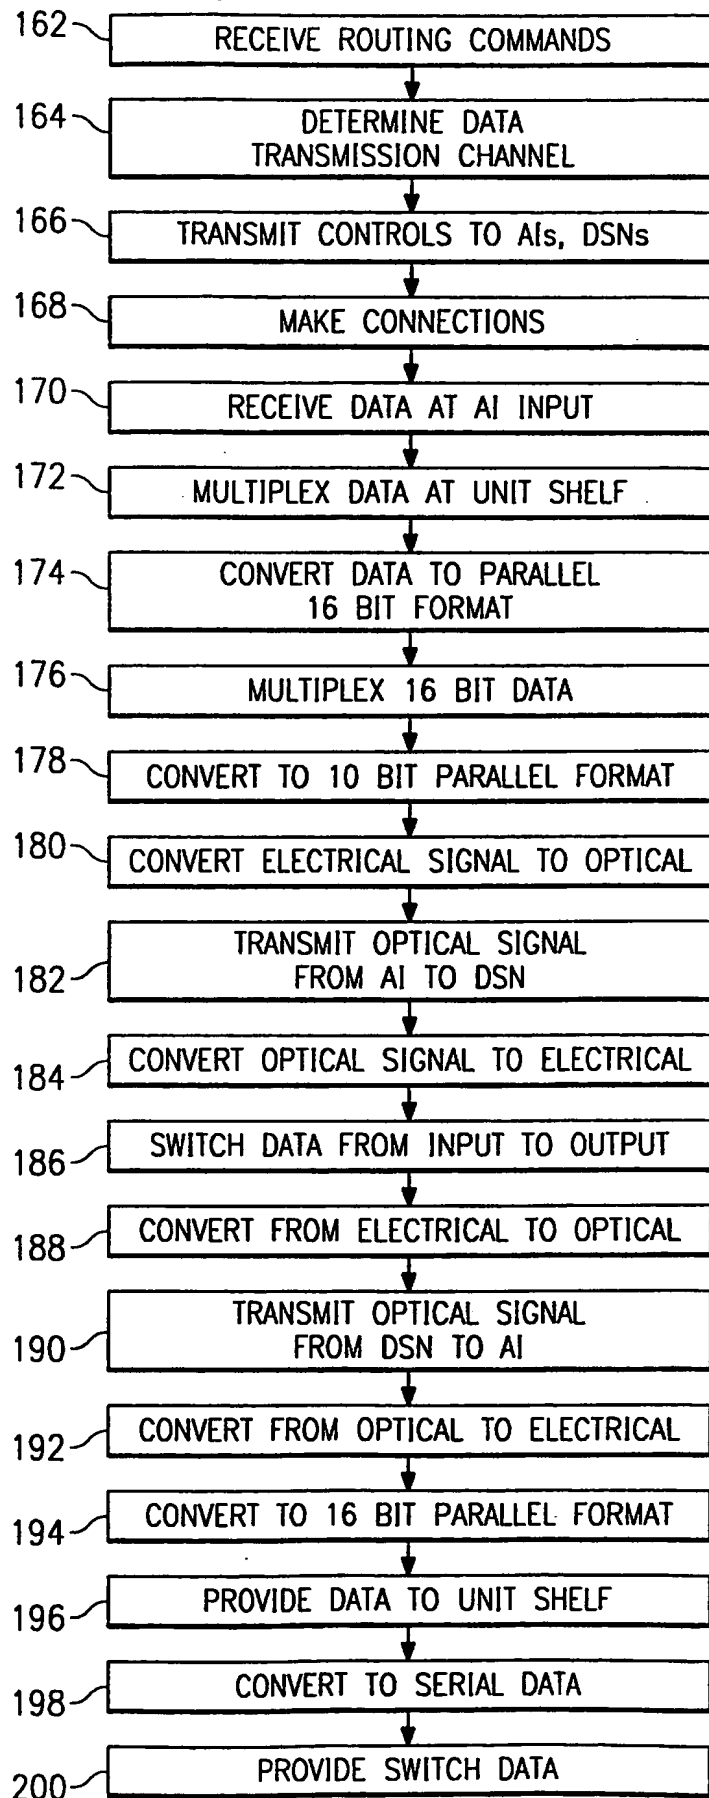 162 RECEIVE ROUTING COMMANDS
164 DETERMINE DATA
TRANSMISSION CHANNEL
166 TRANSMIT CONTROLS TO AIs, DSNs
168 MAKE CONNECTIONS
170 RECEIVE DATA AT AI INPUT
172 MULTIPLEX DATA AT UNIT SHELF
174 CONVERT DATA TO PARALLEL
16 BIT FORMAT
176 MULTIPLEX 16 BIT DATA
178 CONVERT TO 10 BIT PARALLEL FORMAT
180 CONVERT ELECTRICAL SIGNAL TO OPTICAL
TRANSMIT OPTICAL SIGNAL
182 FROM AI TO DSN
184 CONVERT OPTICAL SIGNAL TO ELECTRICAL
186 SWITCH DATA FROM INPUT TO OUTPUT
188 CONVERT FROM ELECTRICAL TO OPTICAL
TRANSMIT OPTICAL SIGNAL
190 FROM DSN TO AI
192 CONVERT FROM OPTICAL TO ELECTRICAL
194 CONVERT TO 16 BIT PARALLEL FORMAT
196 PROVIDE DATA TO UNIT SHELF
198 CONVERT TO SERIAL DATA
200 PROVIDE SWITCH DATA